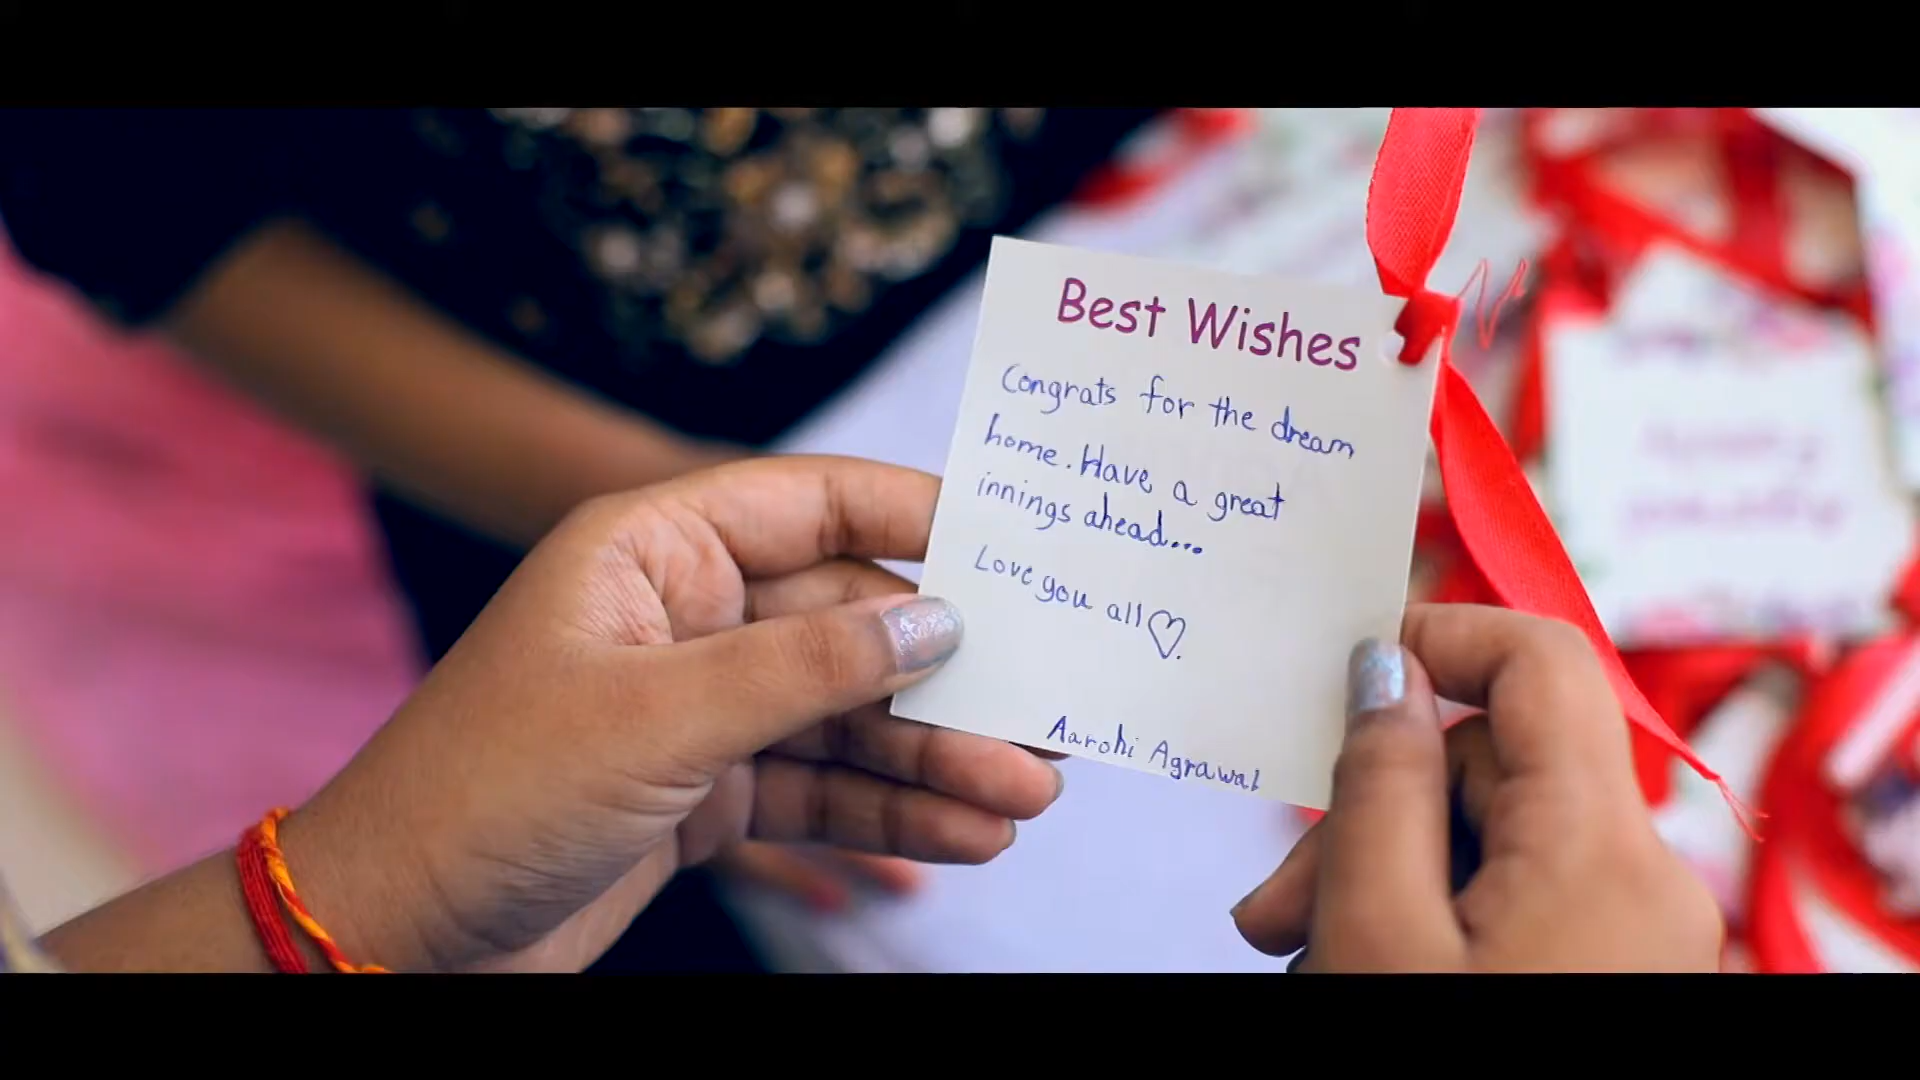 Best Wishes
Congrats for the dream
home. Have a great
innings ahead...
Love you all♡.
Aarohi Agrawal